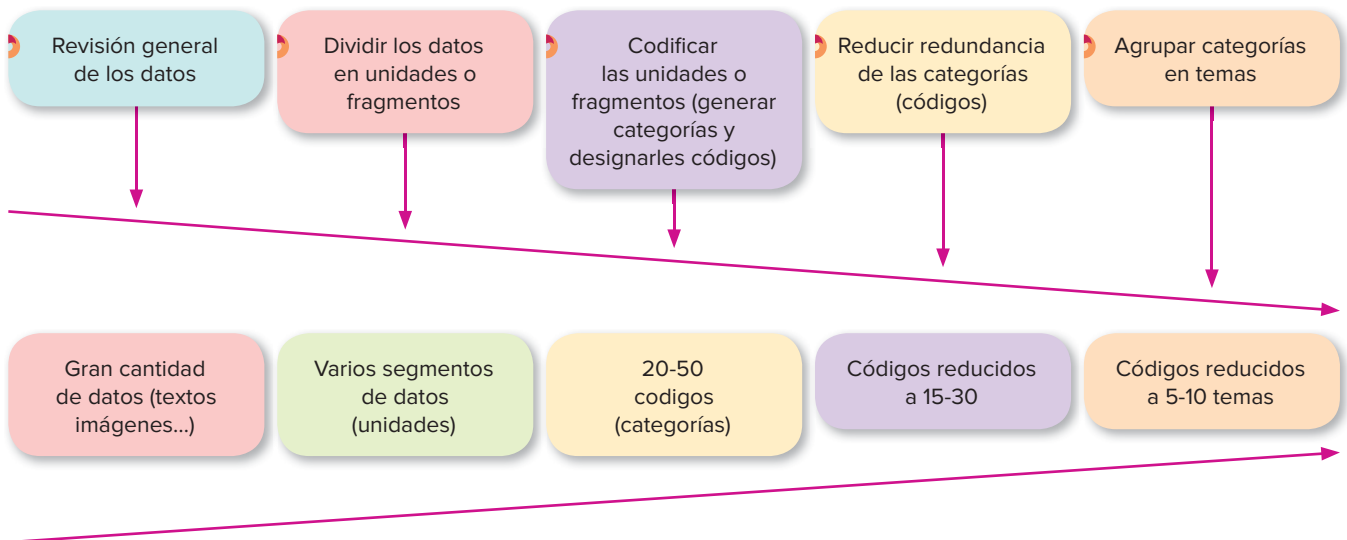 Revisión general
de los datos
Dividir los datos
en unidades o
fragmentos
Codificar
las unidades o
fragmentos (generar
categorías y
designarles códigos)
Reducir redundancia
de las categorías
(códigos)
Agrupar categorías
en temas
Gran cantidad
de datos (textos
imágenes...)
Varios segmentos
de datos
(unidades)
20-50
codigos
(categorías)
Códigos reducidos
a 15-30
Códigos reducidos
a 5-10 temas